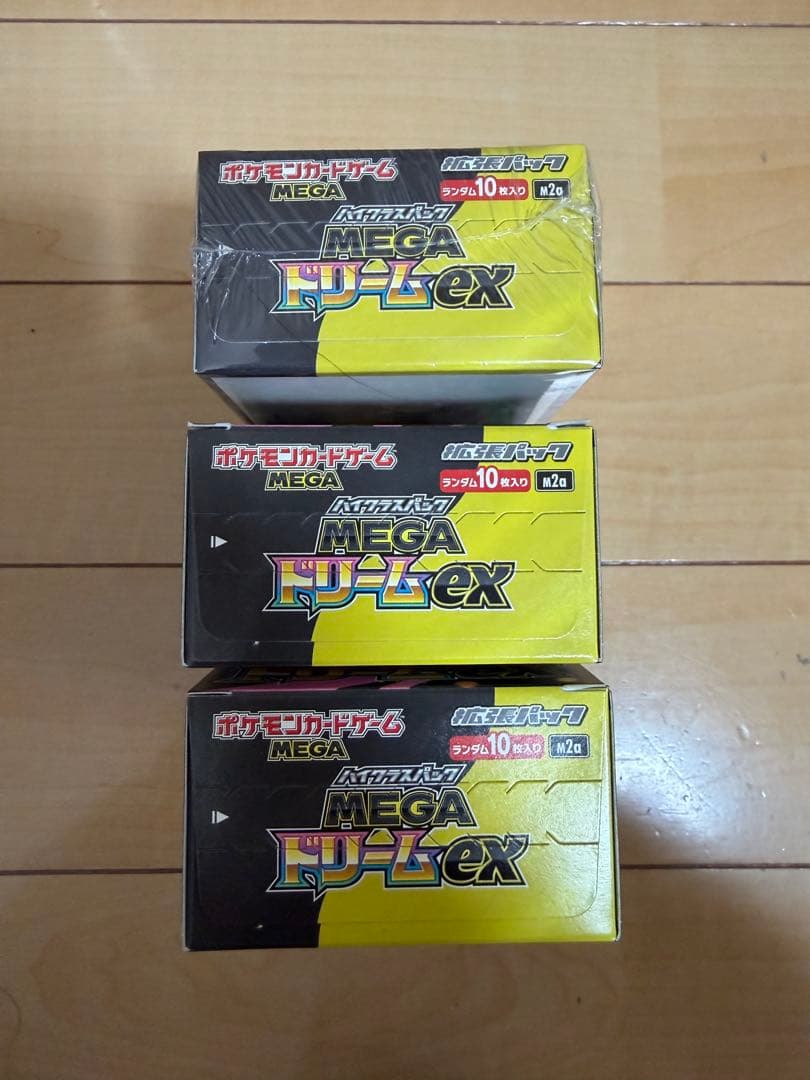 ポケモンカードゲーム
MEGA
拡張パック
ランダム10枚入り M2a
ハイクラスパック
MEGA
ドリームex
ポケモンカードゲーム
MEGA
拡張パック
ランダム10枚入り M2a
ハイクラスパック
MEGA
ドリームex
ポケモンカードゲーム
MEGA
拡張パック
ランダム10枚入り M2a
ハイクラスパック
MEGA
ドリームex